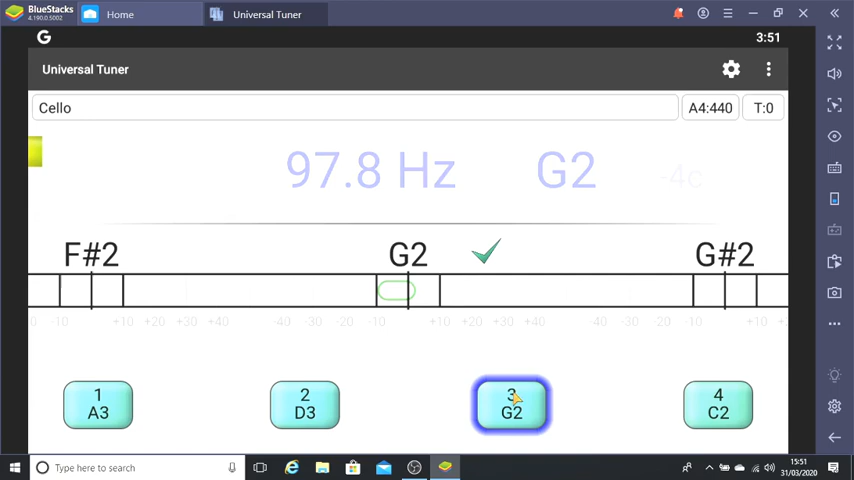 BlueStacks
4.190.0.5002
Home
Universal Tuner
G
3:51
Universal Tuner
Cello
A4:440
T:0
97.8 Hz
G2
-4c
F#2
G2
G#2
0 -10 +10 +20 +30 +40 -40 -30 -20 -10 +10 +20 +30 +40 -40 -30 -20 -10 +10 +
1
A3
2
D3
3
G2
4
C2
Type here to search
15:51
31/03/2020